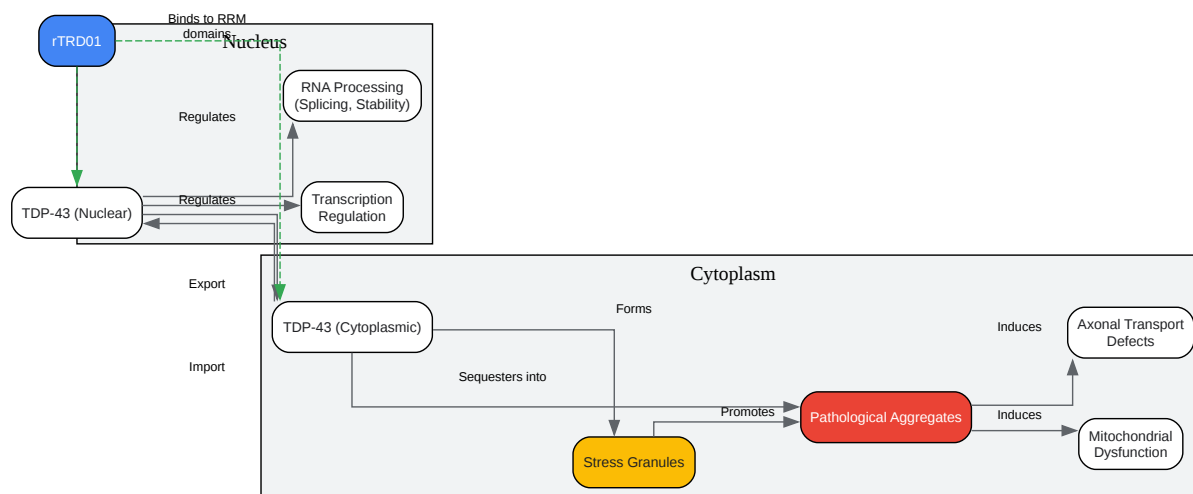 Binds to RRM
domains
rTRD01
Nucleus
RNA Processing
(Splicing, Stability)
Regulates
Regulates
TDP-43 (Nuclear)
Transcription
Regulation
Cytoplasm
Export
Forms
TDP-43 (Cytoplasmic)
Induces
Axonal Transport
Defects
Import
Sequesters into
Promotes
Pathological Aggregates
Induces
Mitochondrial
Dysfunction
Stress Granules